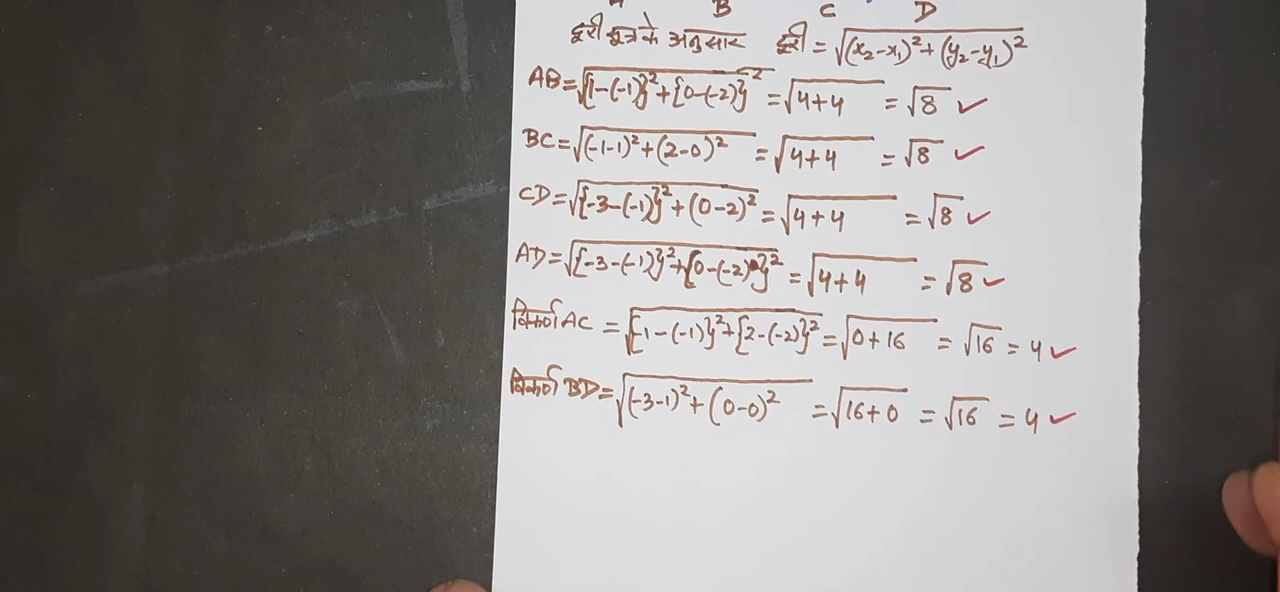 B C D
दूरी सूत्र के अनुसार दूरी = √(x₂-x₁)²+(y₂-y₁)²
AB=√{1-(-1)}²+{0-(-2)}² = √4+4 = √8 ✓
BC=√(-1-1)²+(2-0)² = √4+4 = √8 ✓
CD=√{-3-(-1)}²+(0-2)² = √4+4 = √8 ✓
AD=√{-3-(-1)}²+{0-(-2)}² = √4+4 = √8 ✓
विकर्ण AC = √{-1-(-1)}²+{2-(-2)}² = √0+16 = √16 = 4 ✓
विकर्ण BD=√(-3-1)²+(0-0)² = √16+0 = √16 = 4 ✓